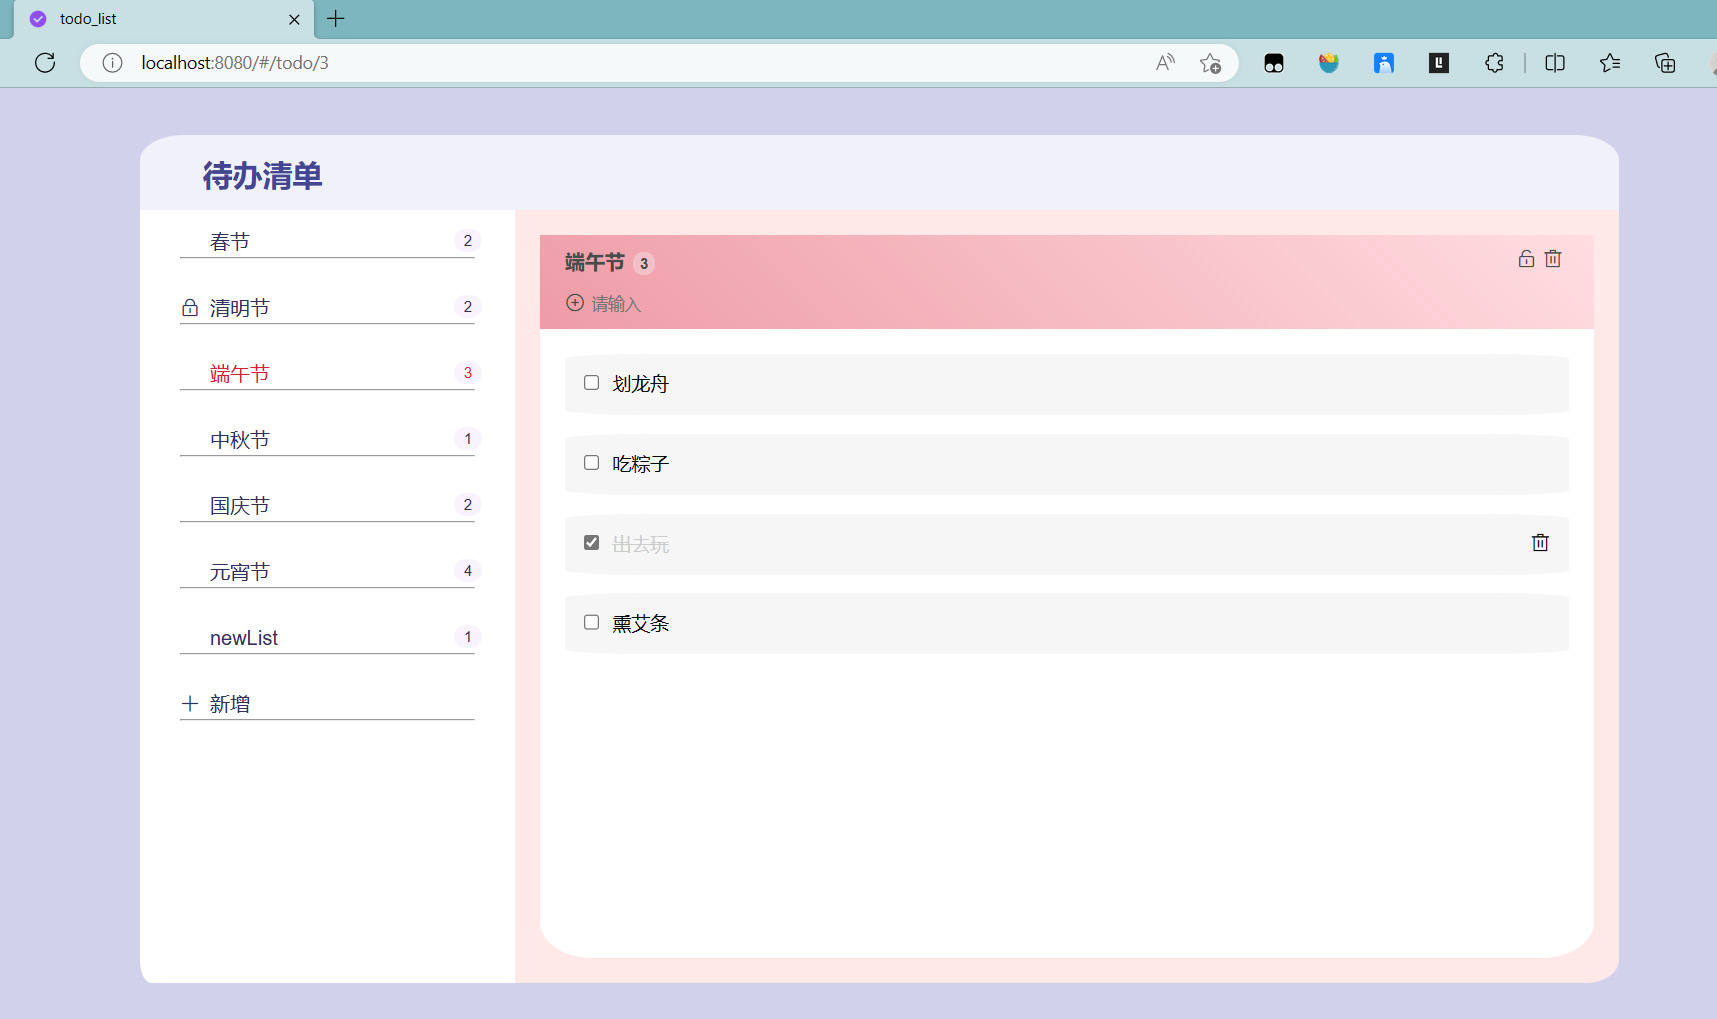 todo_list
localhost:8080/#/todo/3
待办清单
春节 2
清明节 2
端午节 3
中秋节 1
国庆节 2
元宵节 4
newList 1
新增
端午节 3
请输入
划龙舟
吃粽子
出去玩
熏艾条